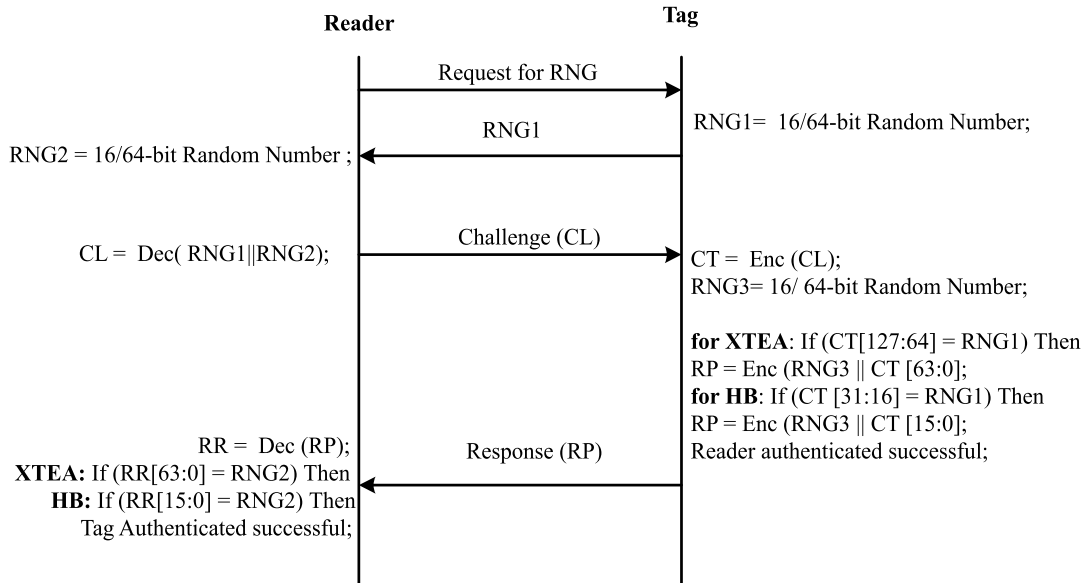 Reader
Tag
Request for RNG
RNG1= 16/64-bit Random Number;
RNG1
RNG2 = 16/64-bit Random Number ;
CL = Dec( RNG1||RNG2);
Challenge (CL)
CT = Enc (CL);
RNG3= 16/ 64-bit Random Number;
for XTEA: If (CT[127:64] = RNG1) Then
RP = Enc (RNG3 || CT [63:0];
for HB: If (CT [31:16] = RNG1) Then
RP = Enc (RNG3 || CT [15:0];
Reader authenticated successful;
Response (RP)
RR = Dec (RP);
XTEA: If (RR[63:0] = RNG2) Then
HB: If (RR[15:0] = RNG2) Then
Tag Authenticated successful;